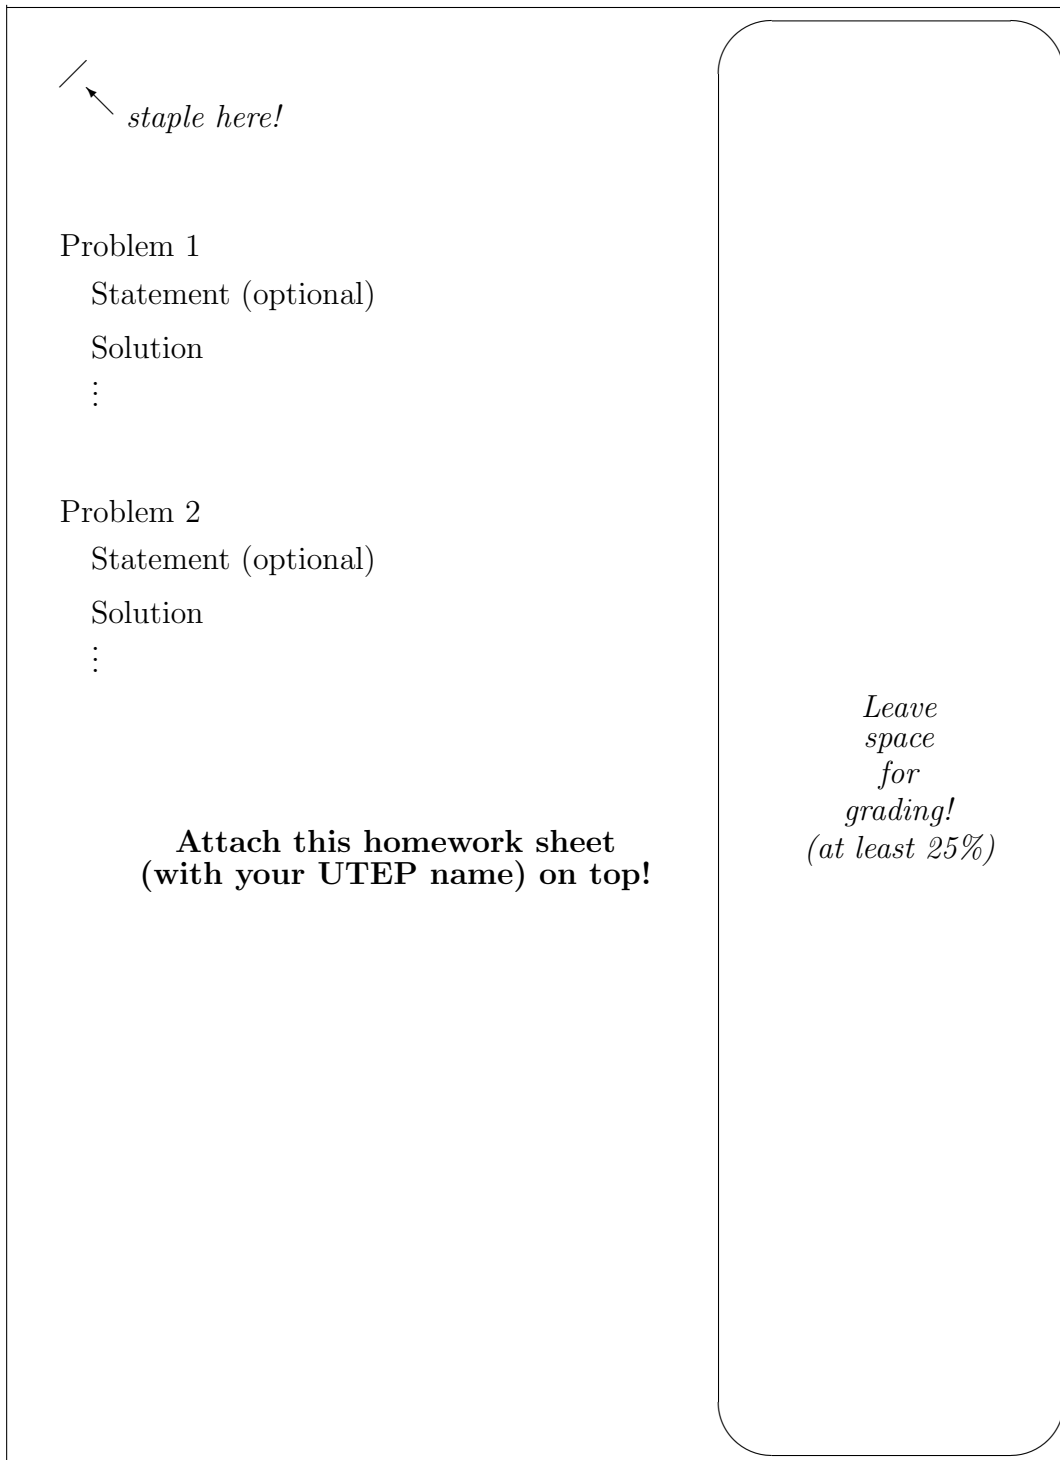 staple here!
Problem 1
Statement (optional)
Solution
⋮
Problem 2
Statement (optional)
Solution
⋮
Attach this homework sheet
(with your UTEP name) on top!
Leave
space
for
grading!
(at least 25%)